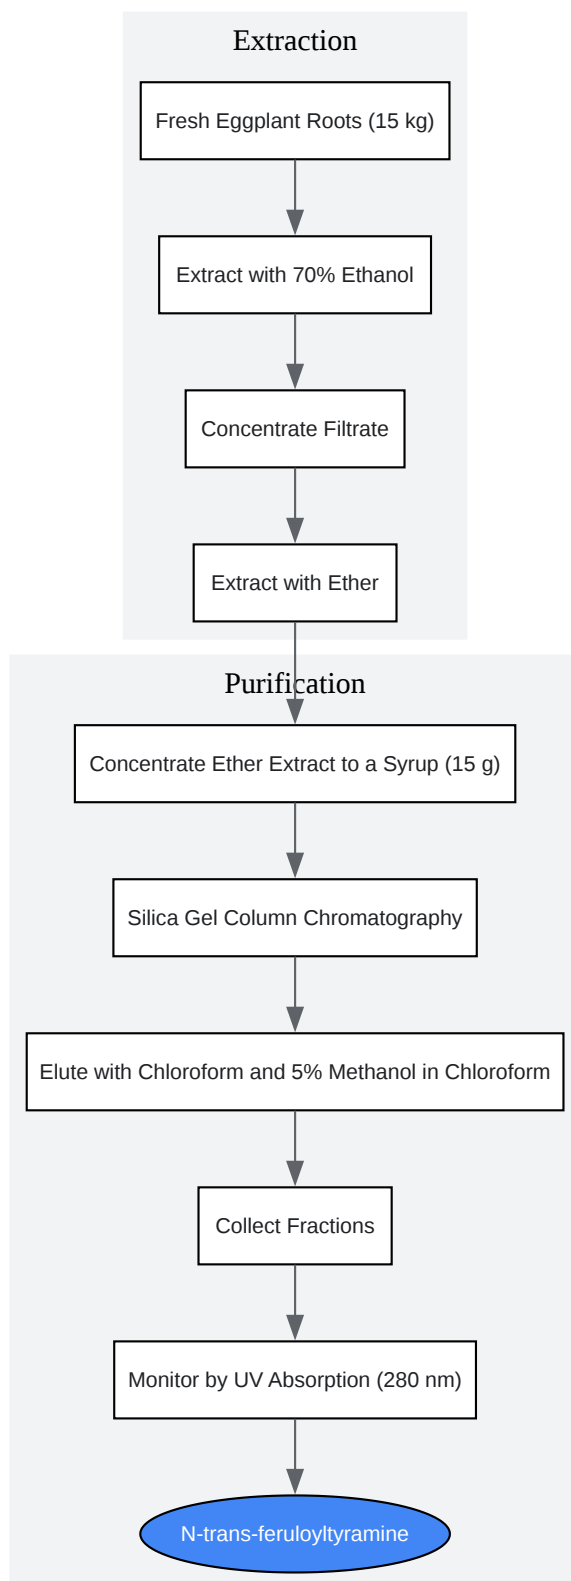 Extraction
Fresh Eggplant Roots (15 kg)
Extract with 70% Ethanol
Concentrate Filtrate
Extract with Ether
Purification
Concentrate Ether Extract to a Syrup (15 g)
Silica Gel Column Chromatography
Elute with Chloroform and 5% Methanol in Chloroform
Collect Fractions
Monitor by UV Absorption (280 nm)
N-trans-feruloyltyramine